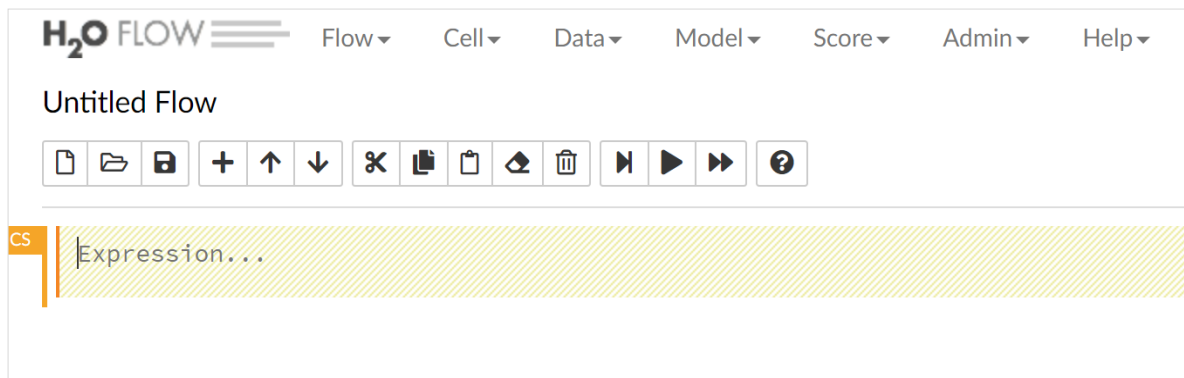 H2O FLOW Flow Cell Data Model Score Admin Help
Untitled Flow
CS
Expression...